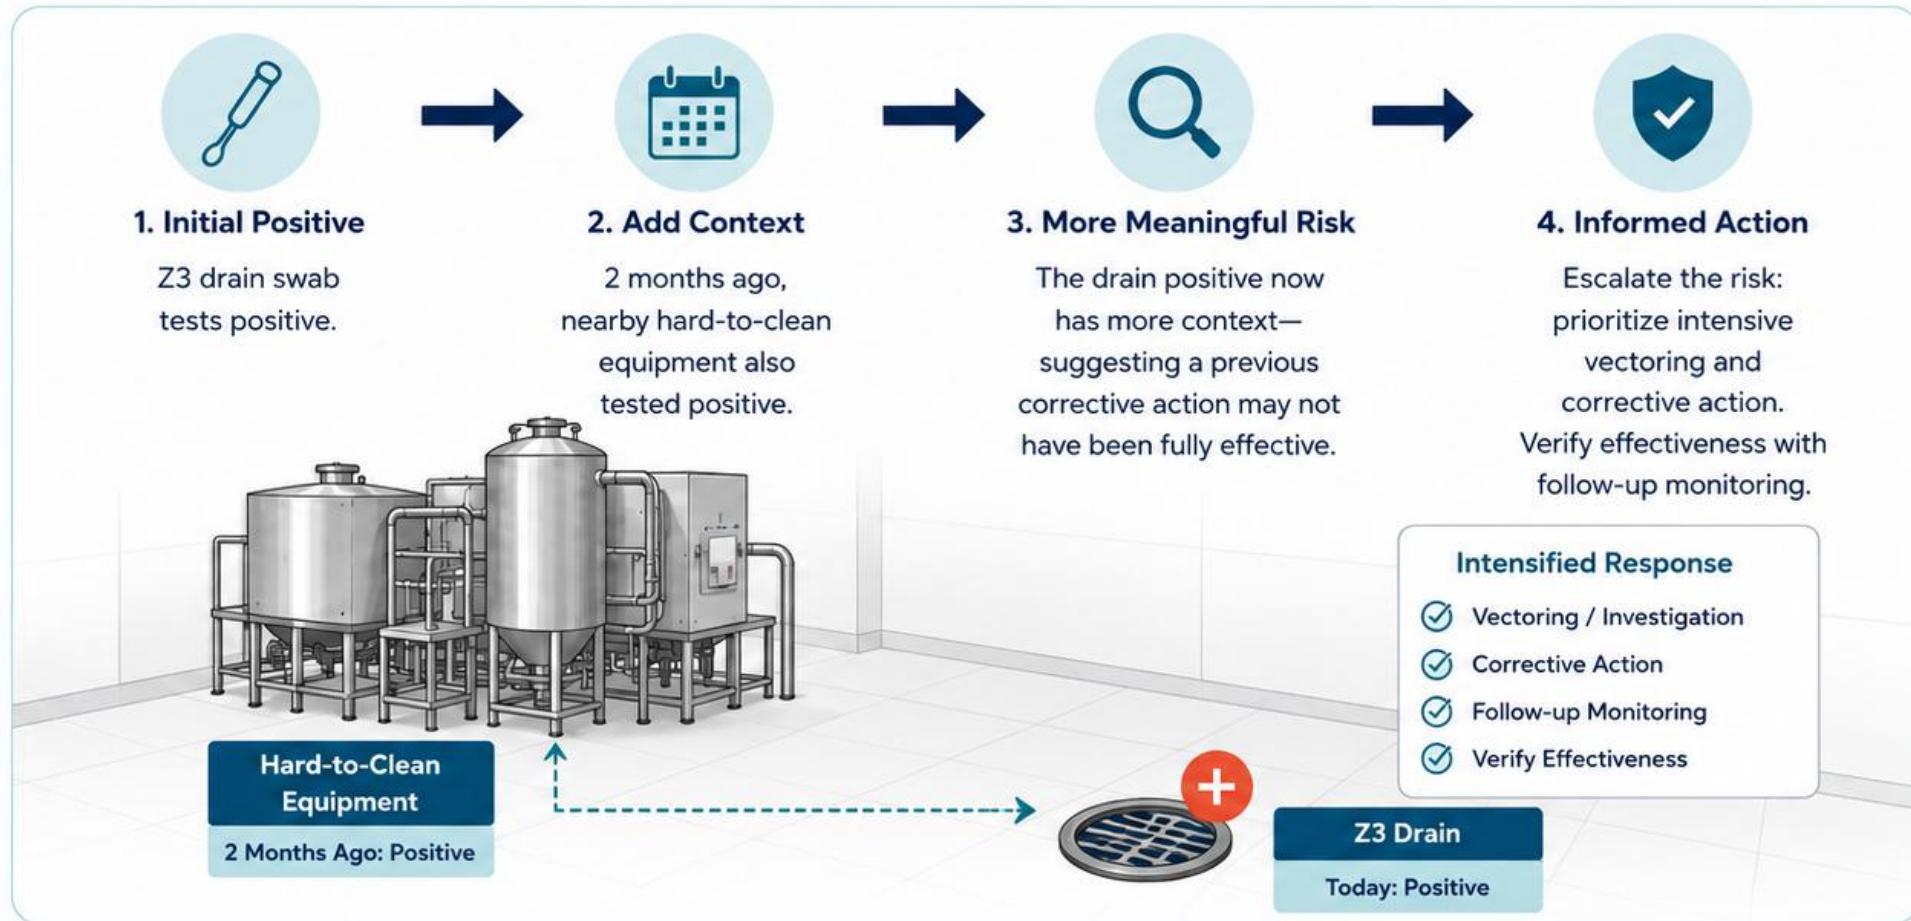 1. Initial Positive
Z3 drain swab
tests positive.
2. Add Context
2 months ago,
nearby hard-to-clean
equipment also
tested positive.
3. More Meaningful Risk
The drain positive now
has more context—
suggesting a previous
corrective action may not
have been fully effective.
4. Informed Action
Escalate the risk:
prioritize intensive
vectoring and
corrective action.
Verify effectiveness with
follow-up monitoring.
Intensified Response
Vectoring / Investigation
Corrective Action
Follow-up Monitoring
Verify Effectiveness
Hard-to-Clean
Equipment
2 Months Ago: Positive
Z3 Drain
Today: Positive